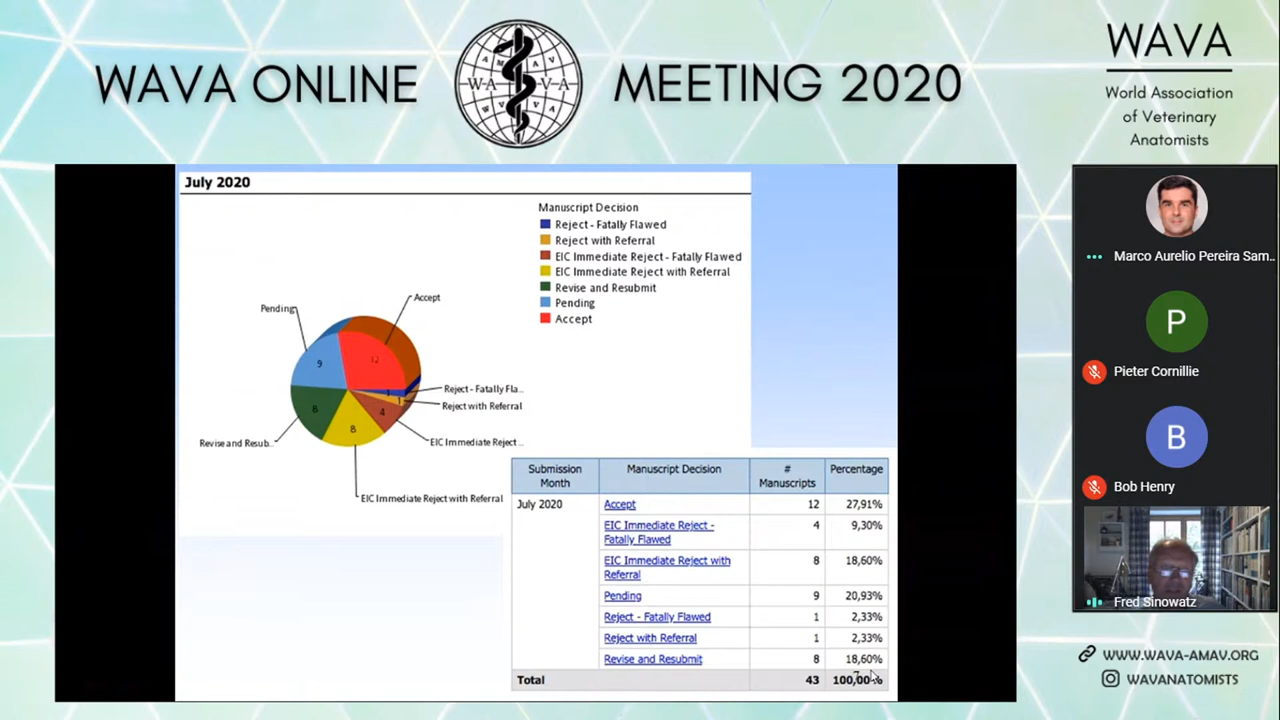 WAVA ONLINE
MEETING 2020
WAVA
World Association
of Veterinary
Anatomists
July 2020
Manuscript Decision
Reject - Fatally Flawed
Reject with Referral
EIC Immediate Reject - Fatally Flawed
EIC Immediate Reject with Referral
Revise and Resubmit
Pending
Accept
Accept
Pending
9
12
1
Reject - Fatally Fla...
1
Reject with Referral
8
4
8
EIC Immediate Reject ...
Revise and Resub...
EIC Immediate Reject with Referral
Submission Month Manuscript Decision # Manuscripts Percentage
July 2020 Accept 12 27,91%
EIC Immediate Reject - 4 9,30%
Fatally Flawed
EIC Immediate Reject with 8 18,60%
Referral
Pending 9 20,93%
Reject - Fatally Flawed 1 2,33%
Reject with Referral 1 2,33%
Revise and Resubmit 8 18,60%
Total 43 100,00%
Marco Aurelio Pereira Sam...
P
Pieter Cornillie
B
Bob Henry
Fred Sinowatz
WWW.WAVA-AMAV.ORG
WAVANATOMISTS